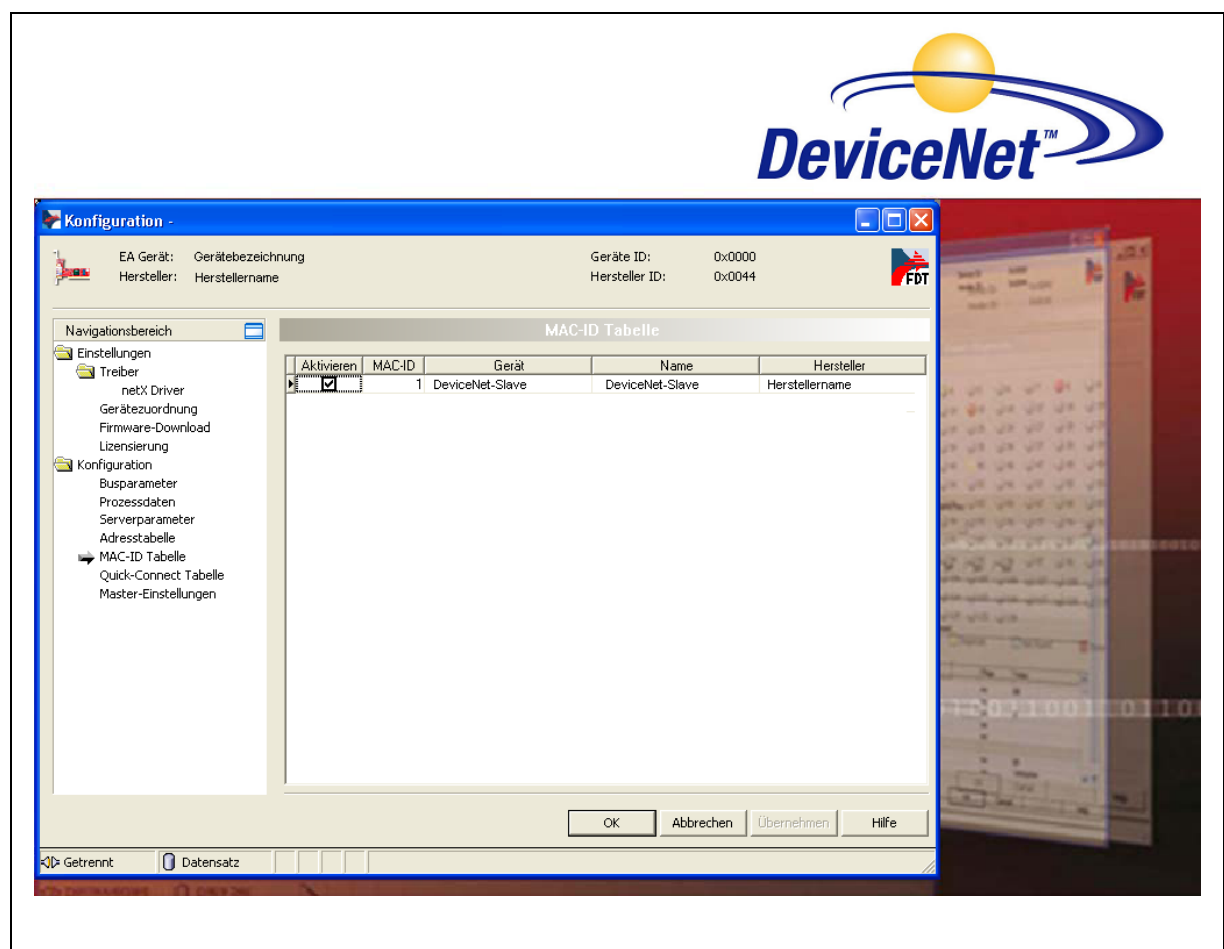 DeviceNet™
Konfiguration -
EA Gerät: Gerätebezeichnung
Hersteller: Herstellername
Geräte ID: 0x0000
Hersteller ID: 0x0044
FDT
Navigationsbereich
Einstellungen
Treiber
netX Driver
Gerätezuordnung
Firmware-Download
Lizensierung
Konfiguration
Busparameter
Prozessdaten
Serverparameter
Adresstabelle
MAC-ID Tabelle
Quick-Connect Tabelle
Master-Einstellungen
MAC-ID Tabelle
Aktivieren MAC-ID Gerät Name Hersteller
1 DeviceNet-Slave DeviceNet-Slave Herstellername
OK Abbrechen Übernehmen Hilfe
Getrennt Datensatz